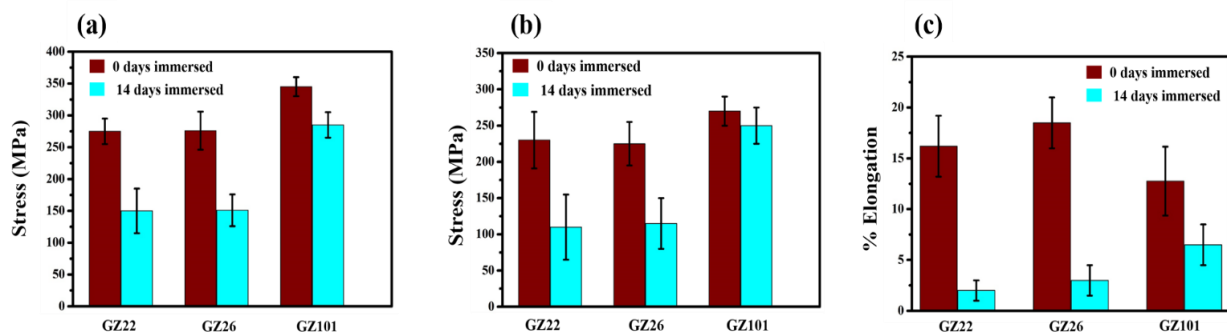 (a)
Stress (MPa)
400
350
300
250
200
150
100
50
0
0 days immersed
14 days immersed
GZ22 GZ26 GZ101
(b)
Stress (MPa)
350
300
250
200
150
100
50
0
0 days immersed
14 days immersed
GZ22 GZ26 GZ101
(c)
% Elongation
25
20
15
10
5
0
0 days immersed
14 days immersed
GZ22 GZ26 GZ101